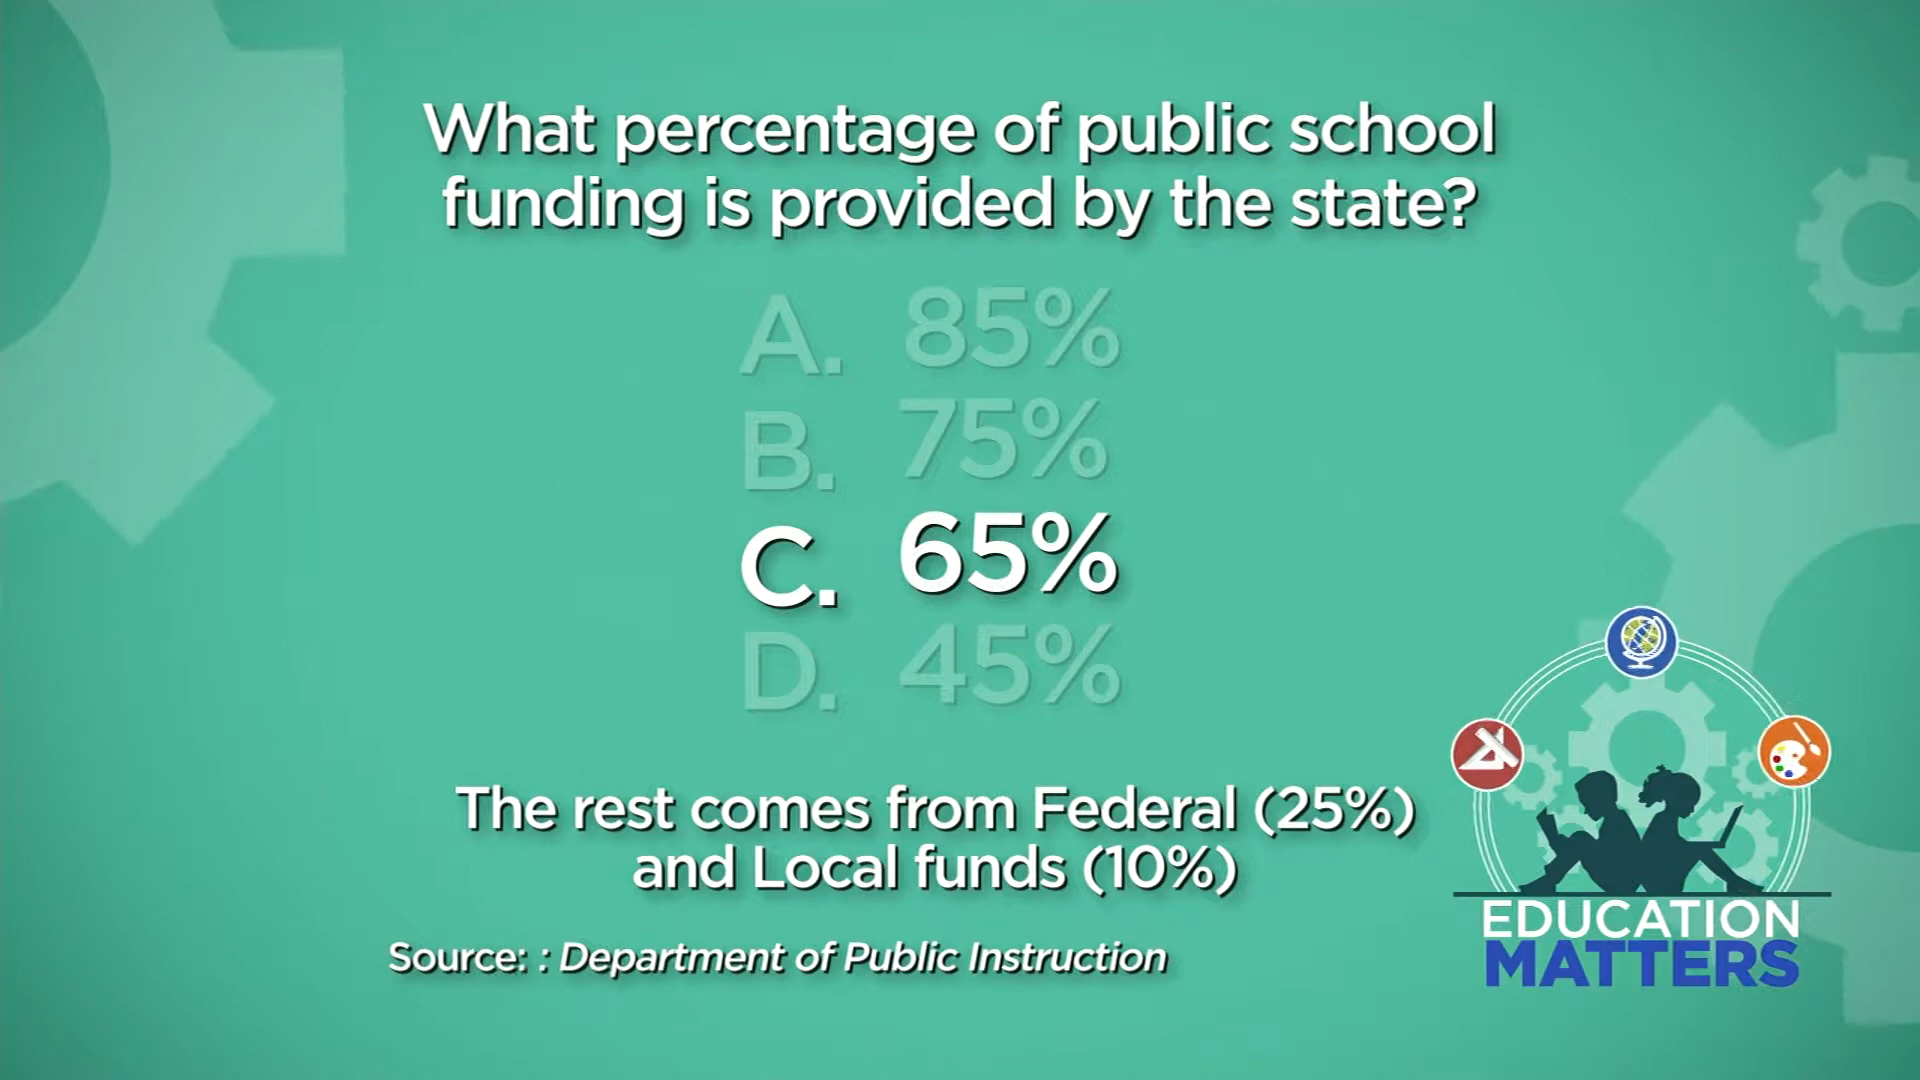 What percentage of public school
funding is provided by the state?
A. 85%
B. 75%
C. 65%
D. 45%
The rest comes from Federal (25%)
and Local funds (10%)
Source: : Department of Public Instruction
EDUCATION
MATTERS